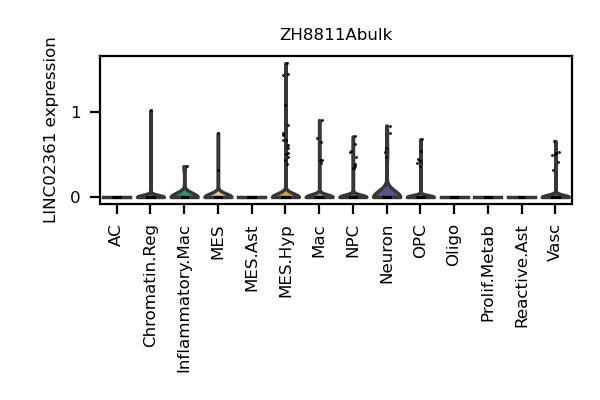 ZH8811Abulk
LINC02361 expression
1
0
AC
Chromatin.Reg
Inflammatory.Mac
MES
MES.Ast
MES.Hyp
Mac
NPC
Neuron
OPC
Oligo
Prolif.Metab
Reactive.Ast
Vasc